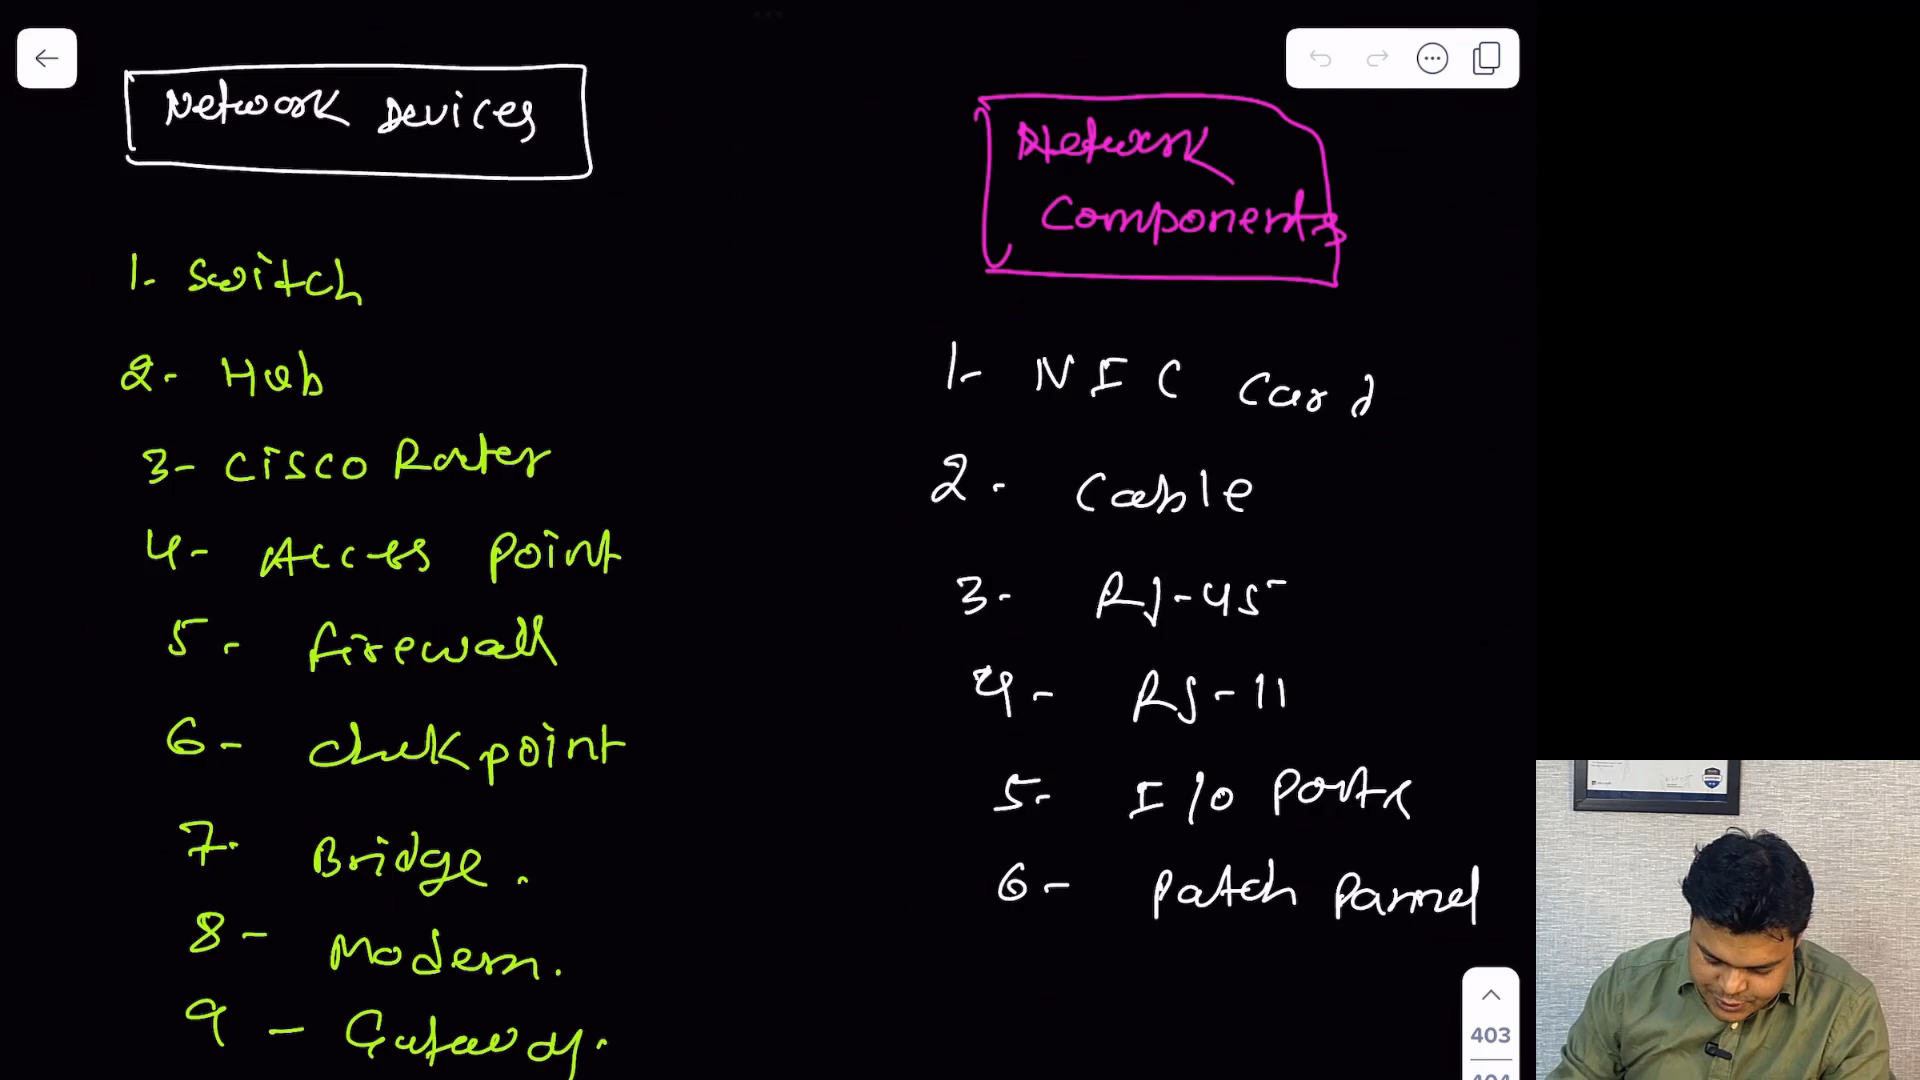 Network Devices
1- Switch
2- Hub
3- Cisco Router
4- Access point
5- firewall
6- chekpoint
7- Bridge.
8- Modem.
9- Gateway.
Network
Components
1- NIC Card
2- Cable
3- RJ-45
4- RJ-11
5- I/O Ports
6- Patch Pannel
403